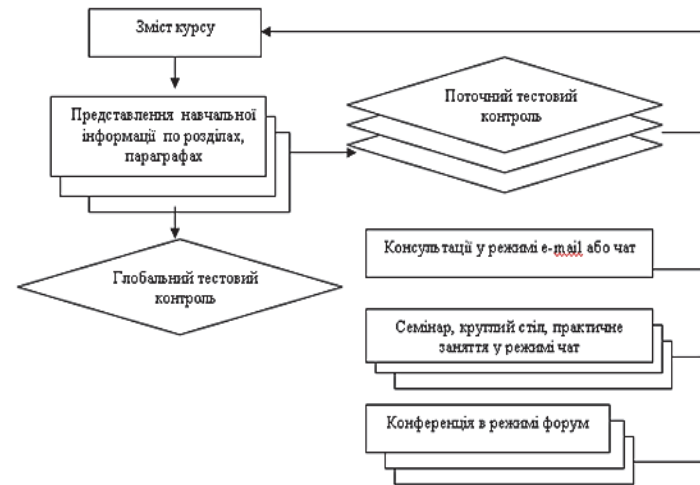 Зміст курсу
Представлення навчальної
інформації по розділах,
параграфах
Поточний тестовий
контроль
Глобальний тестовий
контроль
Консультації у режимі e-mail або чат
Семінар, круглий стіл, практичне
заняття у режимі чат
Конференція в режимі форум